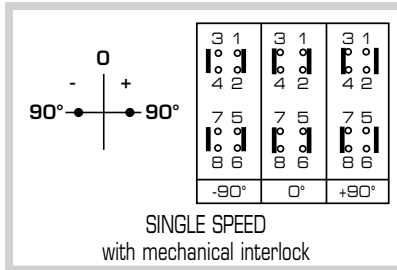 0
- +
90° 90°
3 1 3 1 3 1
4 2 4 2 4 2
7 5 7 5 7 5
8 6 8 6 8 6
-90° 0° +90°
SINGLE SPEED
with mechanical interlock